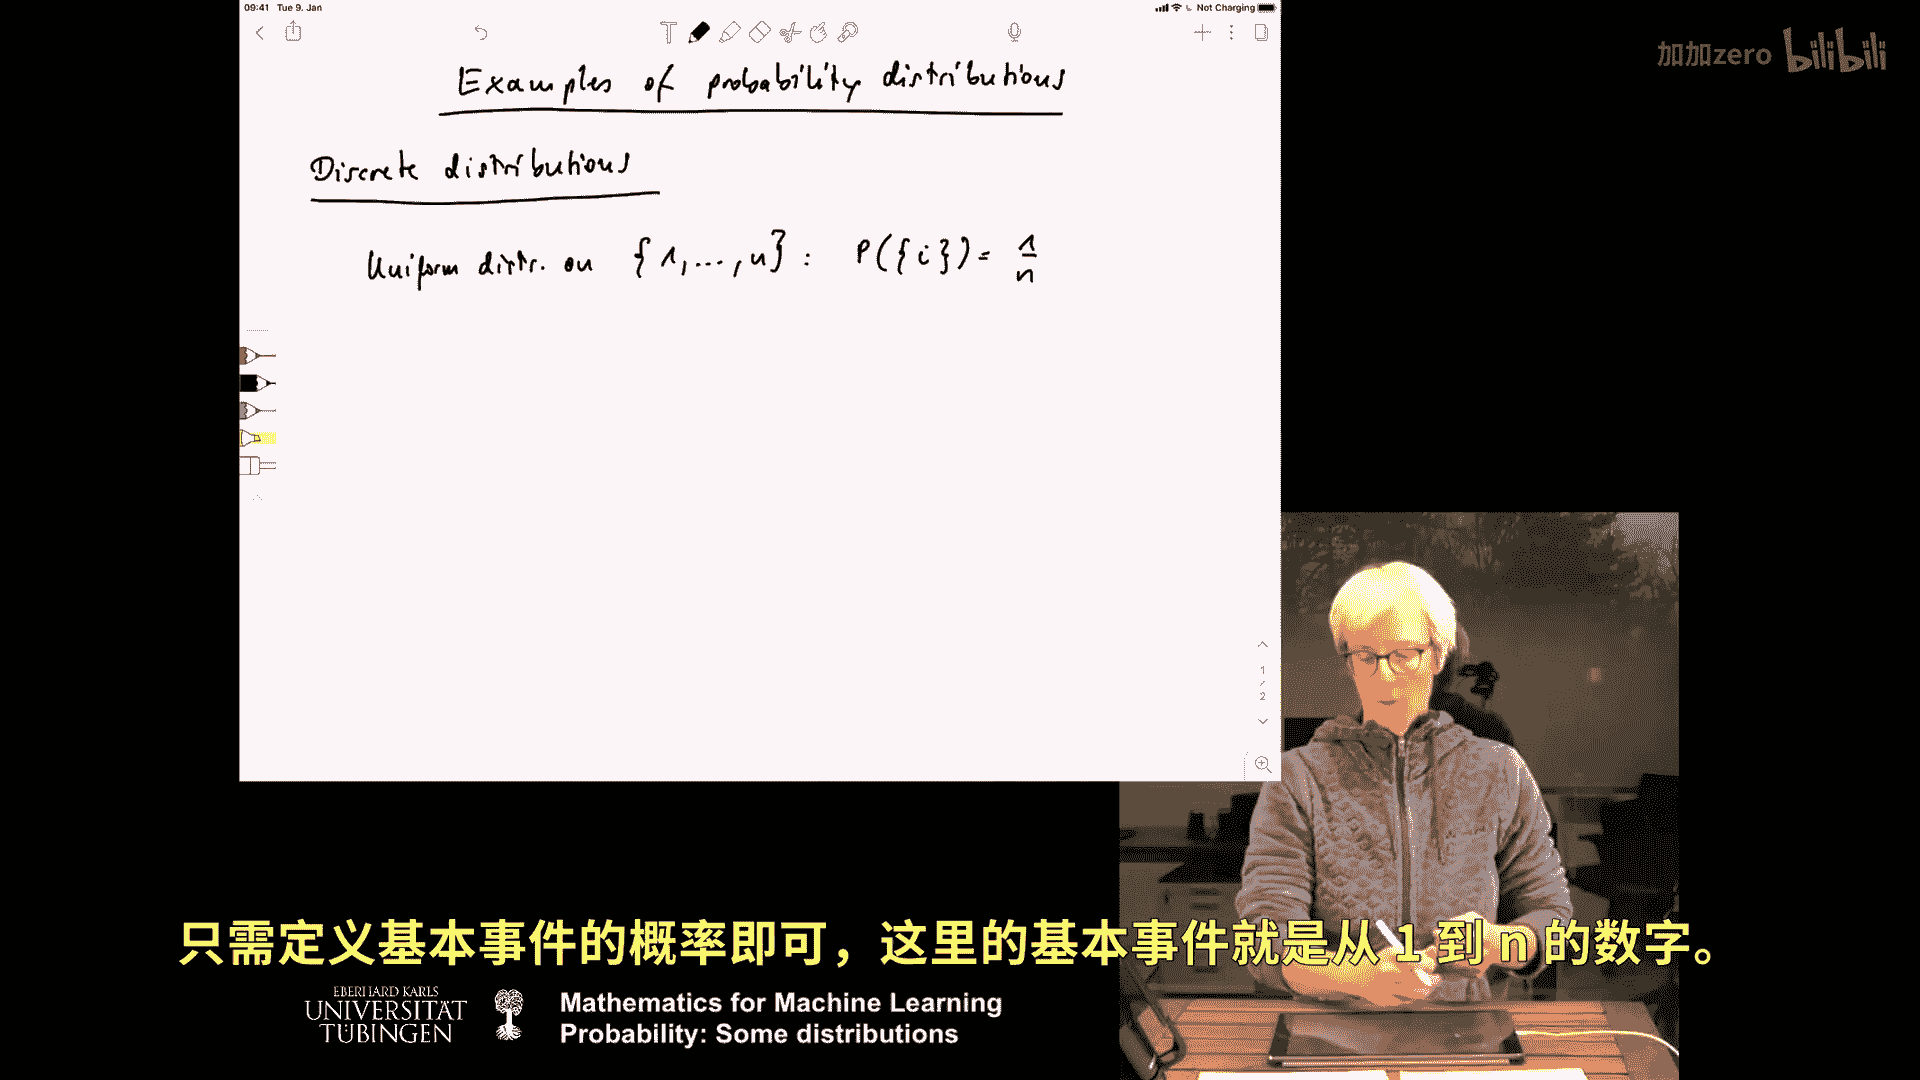 09:41 Tue 9. Jan
Not Charging
加加zero bilibili
Examples of probability distributions
Discrete distributions
Uniform distr. on {1,...,n}: P({i}) = 1/n
1
2
只需定义基本事件的概率即可，这里的基本事件就是从 1 到 n 的数字。
EBERHARD KARLS
UNIVERSITÄT
TÜBINGEN
Mathematics for Machine Learning
Probability: Some distributions